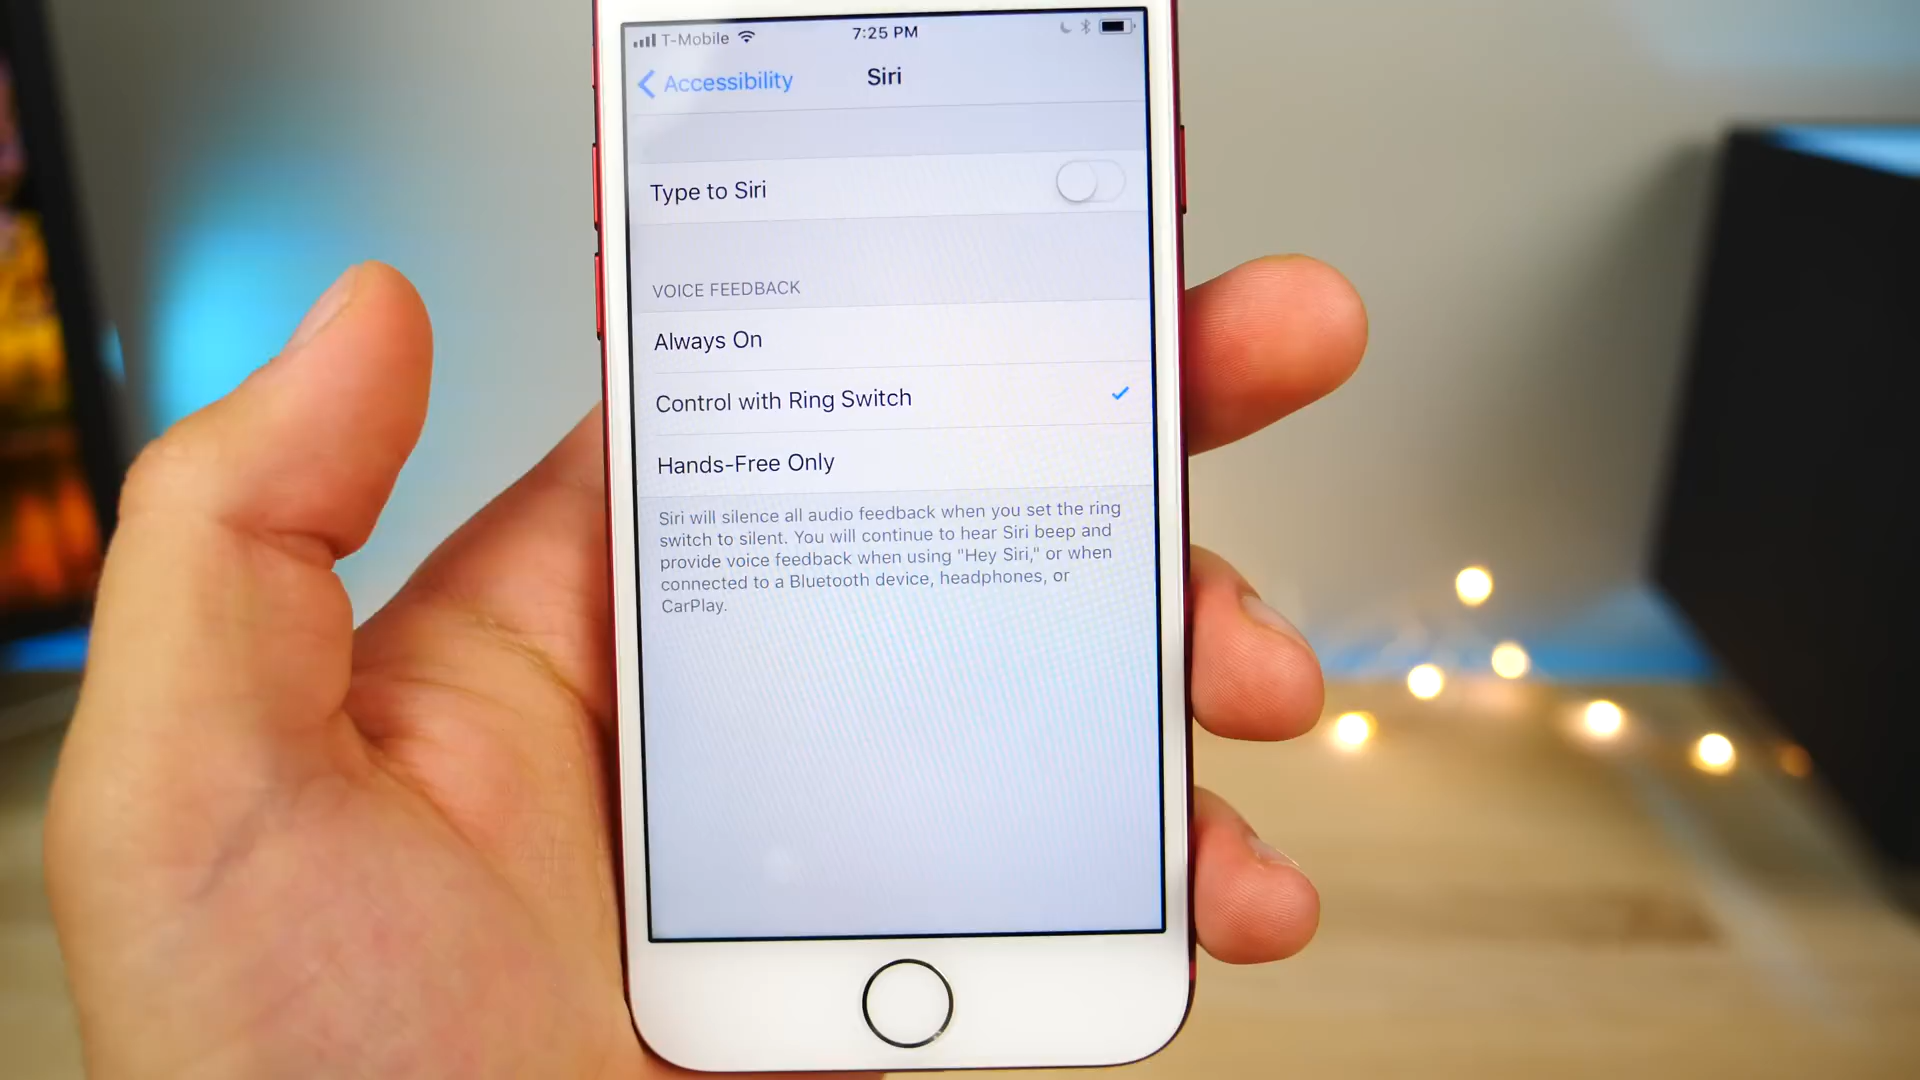 T-Mobile 7:25 PM
Accessibility Siri
Type to Siri
VOICE FEEDBACK
Always On
Control with Ring Switch
Hands-Free Only
Siri will silence all audio feedback when you set the ring
switch to silent. You will continue to hear Siri beep and
provide voice feedback when using "Hey Siri," or when
connected to a Bluetooth device, headphones, or
CarPlay.